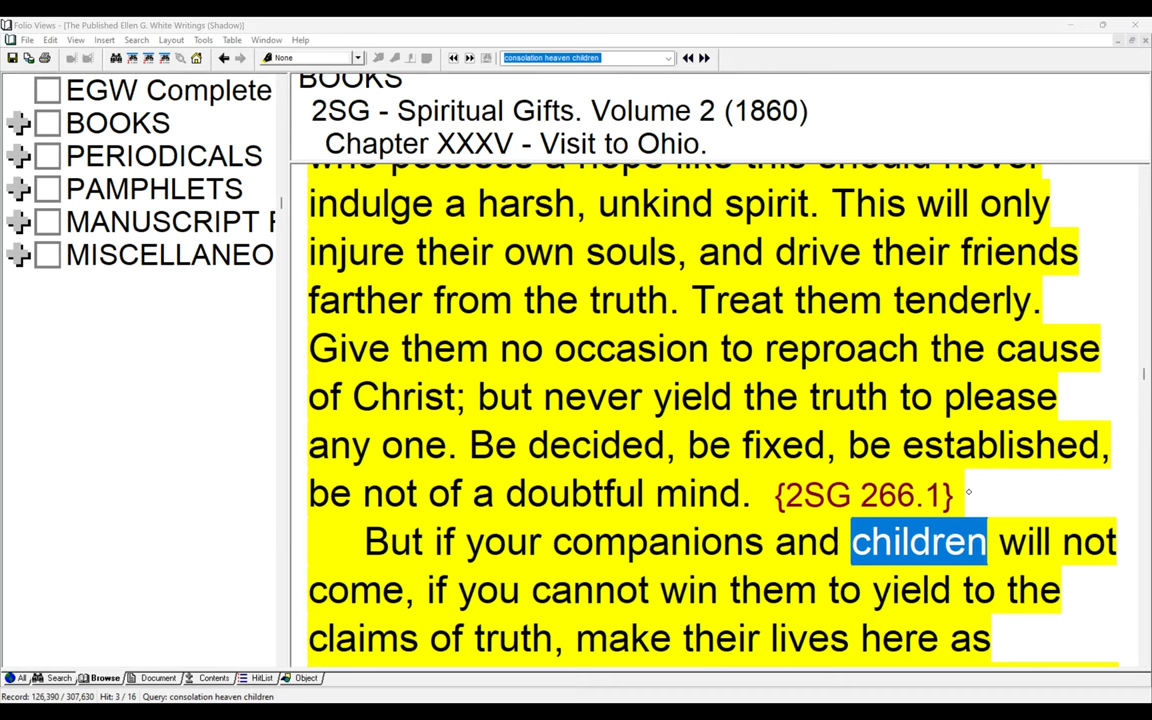 Folio Views - [The Published Ellen G. White Writings (Shadow)]
File Edit View Insert Search Layout Tools Table Window Help
None
consolation heaven children
EGW Complete
BOOKS
PERIODICALS
PAMPHLETS
MANUSCRIPT
MISCELLANEO
BOOKS
2SG - Spiritual Gifts. Volume 2 (1860)
Chapter XXXV - Visit to Ohio.
who possess a hope like this should never
indulge a harsh, unkind spirit. This will only
injure their own souls, and drive their friends
farther from the truth. Treat them tenderly.
Give them no occasion to reproach the cause
of Christ; but never yield the truth to please
any one. Be decided, be fixed, be established,
be not of a doubtful mind. {2SG 266.1}
But if your companions and children will not
come, if you cannot win them to yield to the
claims of truth, make their lives here as
All Search Browse Document Contents HitList Object
Record: 126,390 / 307,630 Hit: 3 / 16 Query: consolation heaven children